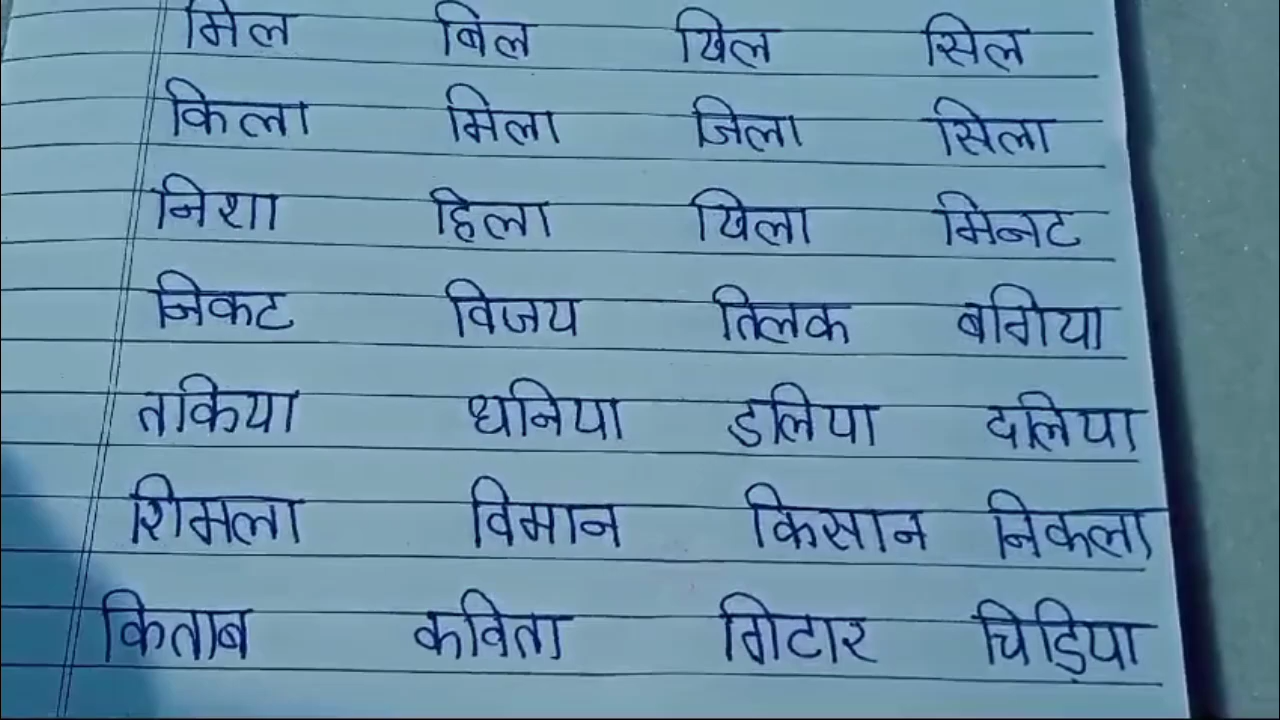 मिल बिल खिल सिल
किला मिला जिला सिला
निशा हिला खिला मिनट
निकट विजय तिलक बगिया
तकिया धनिया डलिया दलिया
शिमला विमान किसान निकला
किताब कविता गिटार चिड़िया